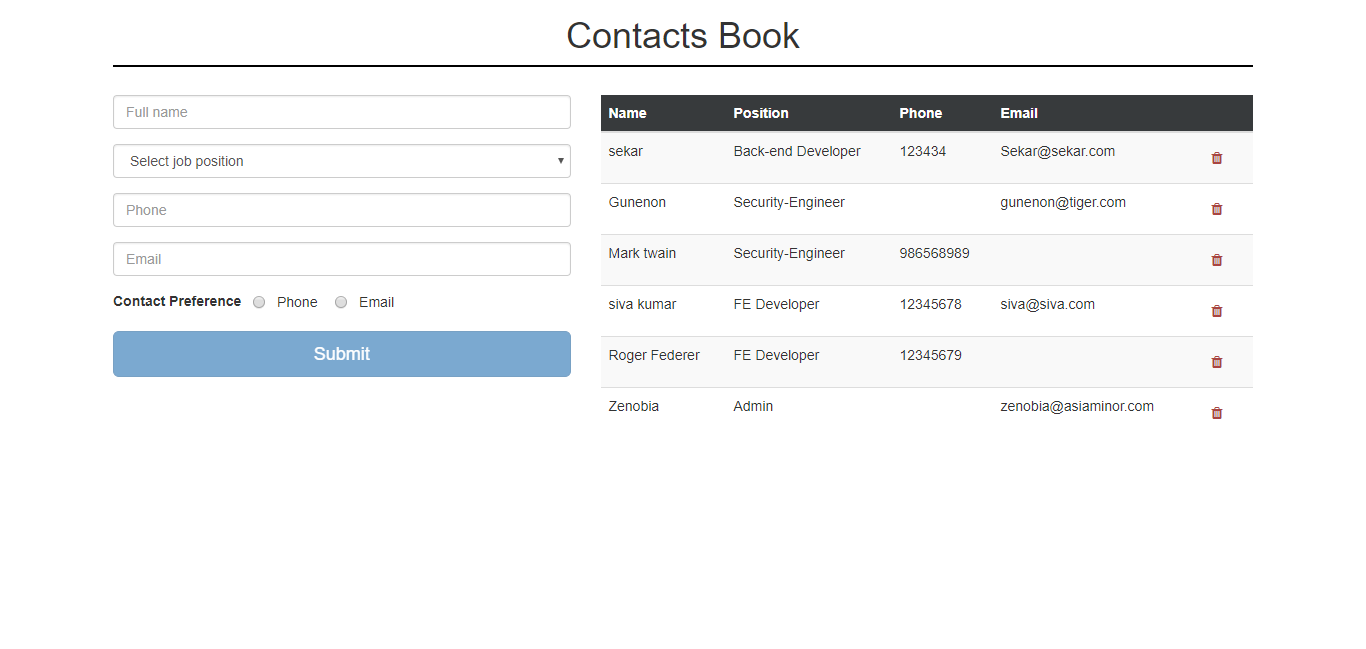 Contacts Book
Full name
Select job position
Phone
Email
Contact Preference Phone Email
Submit
Name Position Phone Email
sekar Back-end Developer 123434 Sekar@sekar.com
Gunenon Security-Engineer gunenon@tiger.com
Mark twain Security-Engineer 986568989
siva kumar FE Developer 12345678 siva@siva.com
Roger Federer FE Developer 12345679
Zenobia Admin zenobia@asiaminor.com